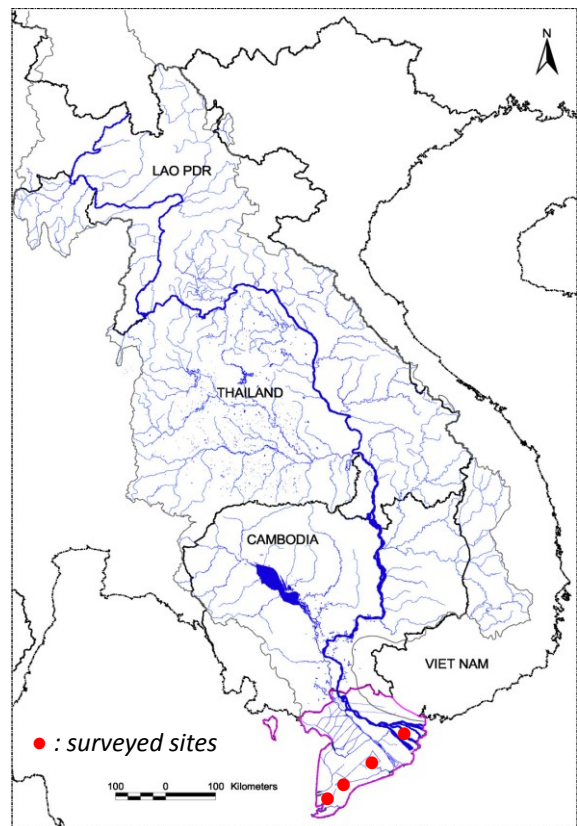 N
LAO PDR
THAILAND
CAMBODIA
VIET NAM
: surveyed sites
100 0 100 Kilometers